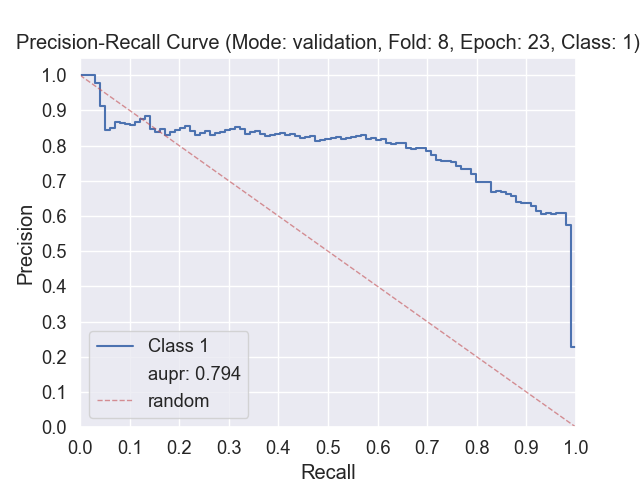 Precision-Recall Curve (Mode: validation, Fold: 8, Epoch: 23, Class: 1)
1.0
0.9
0.8
0.7
0.6
0.5
0.4
0.3
0.2
0.1
0.0
Precision
Class 1
aupr: 0.794
random
0.0 0.1 0.2 0.3 0.4 0.5 0.6 0.7 0.8 0.9 1.0
Recall